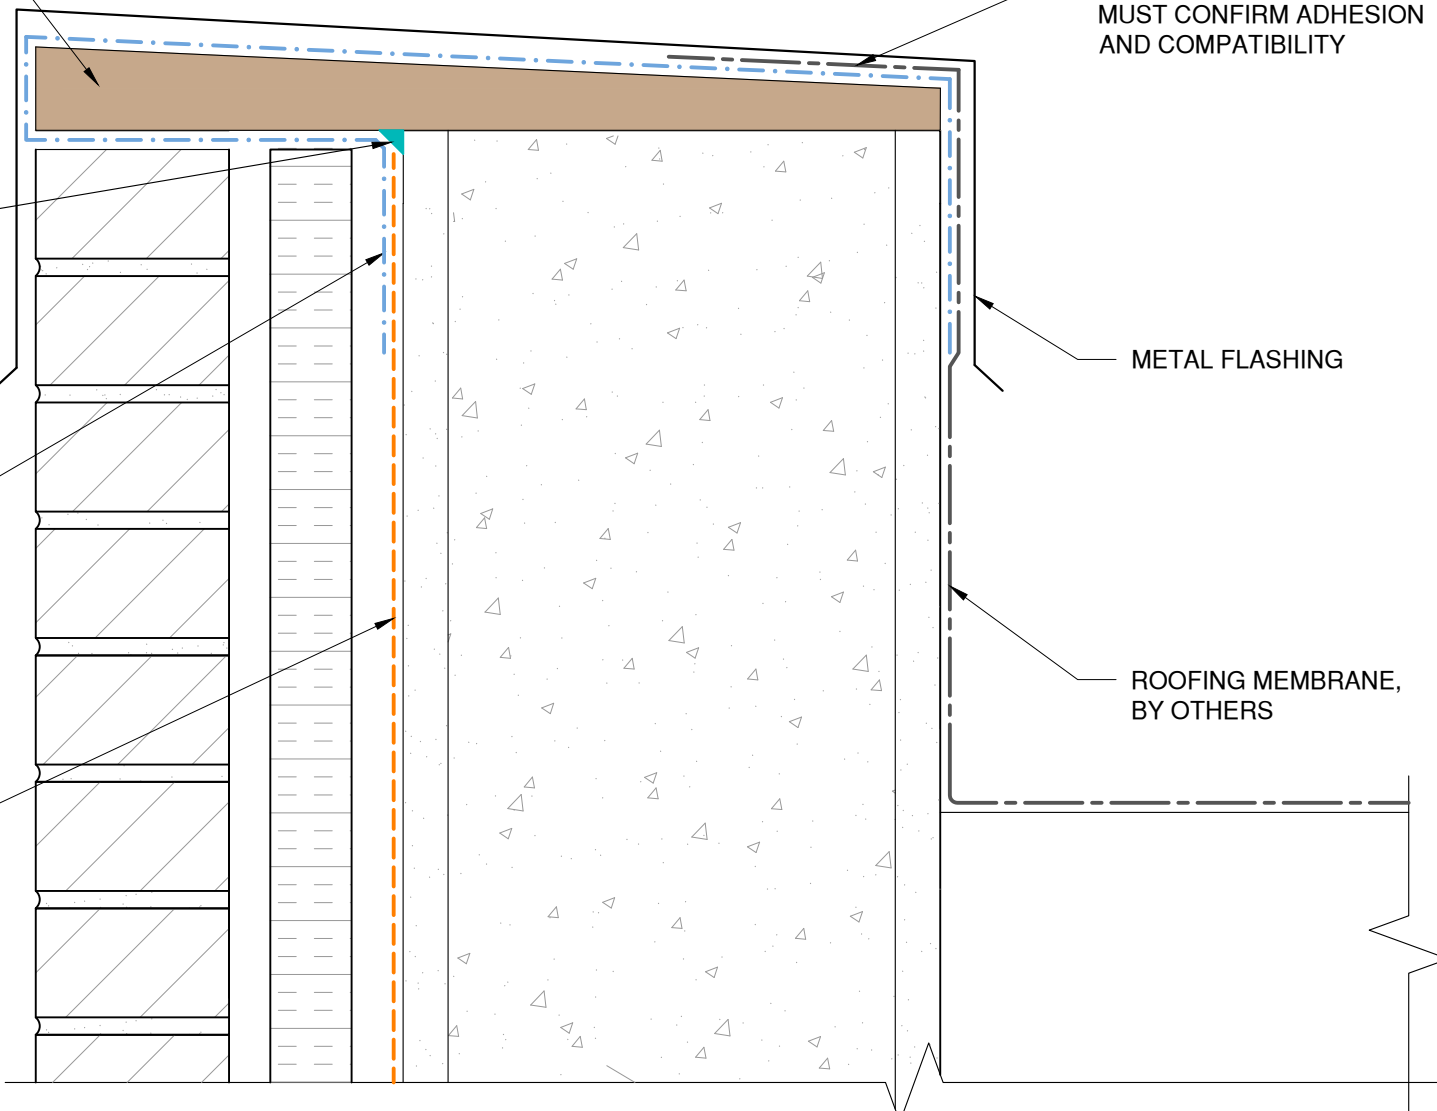 MUST CONFIRM ADHESION
AND COMPATIBILITY
METAL FLASHING
ROOFING MEMBRANE,
BY OTHERS